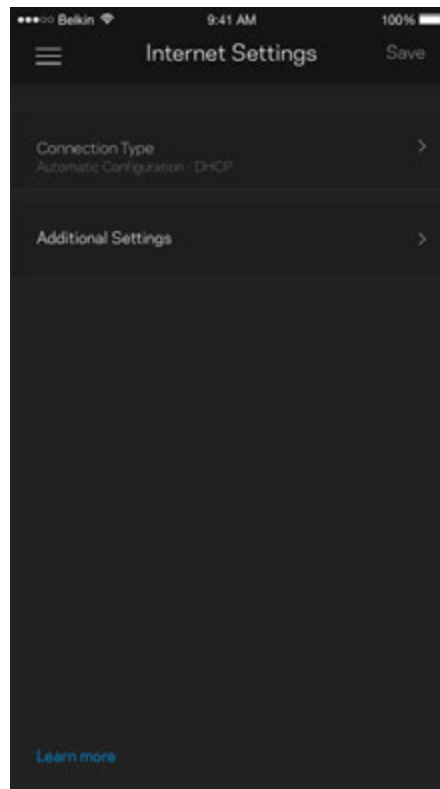 Belkin 9:41 AM 100%
Internet Settings Save
Connection Type
Automatic Configuration - DHCP
Additional Settings
Learn more